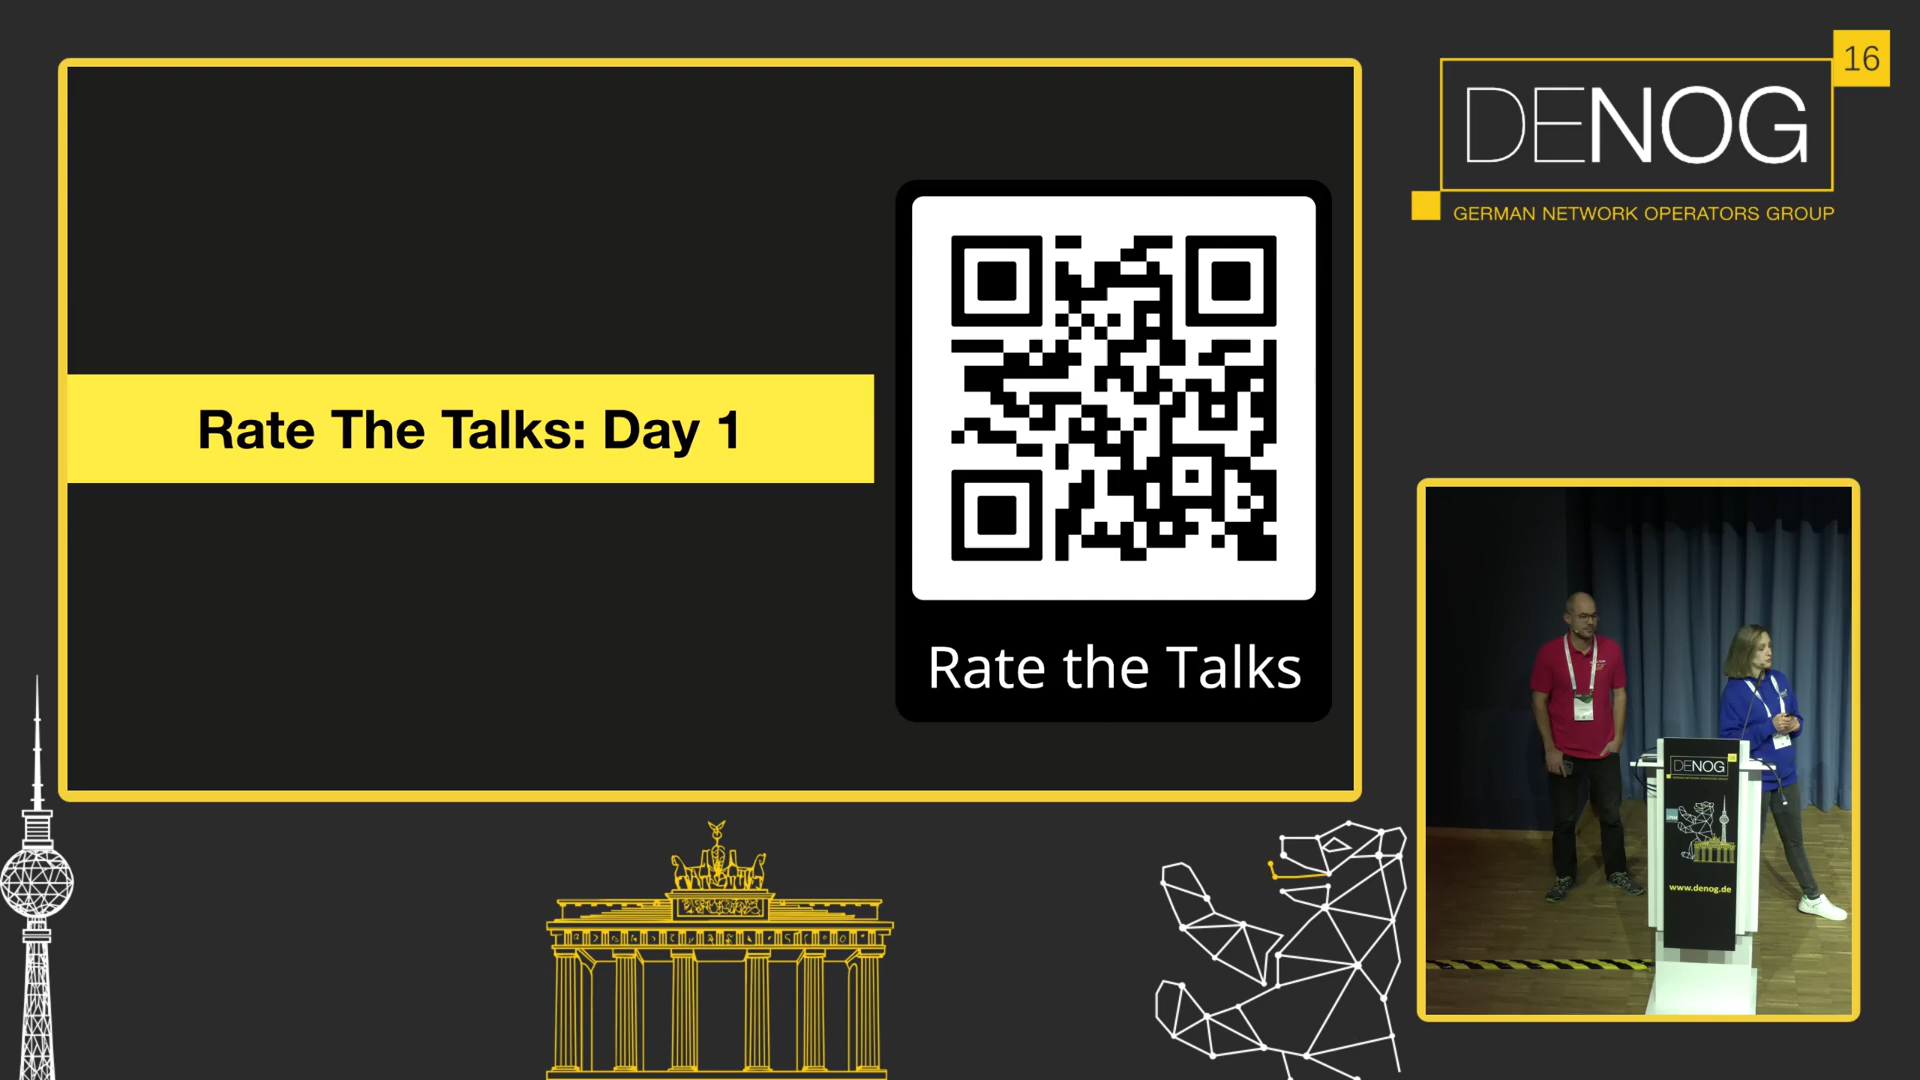 Rate The Talks: Day 1
Rate the Talks
16
DENOG
GERMAN NETWORK OPERATORS GROUP
DENOG
www.denog.de